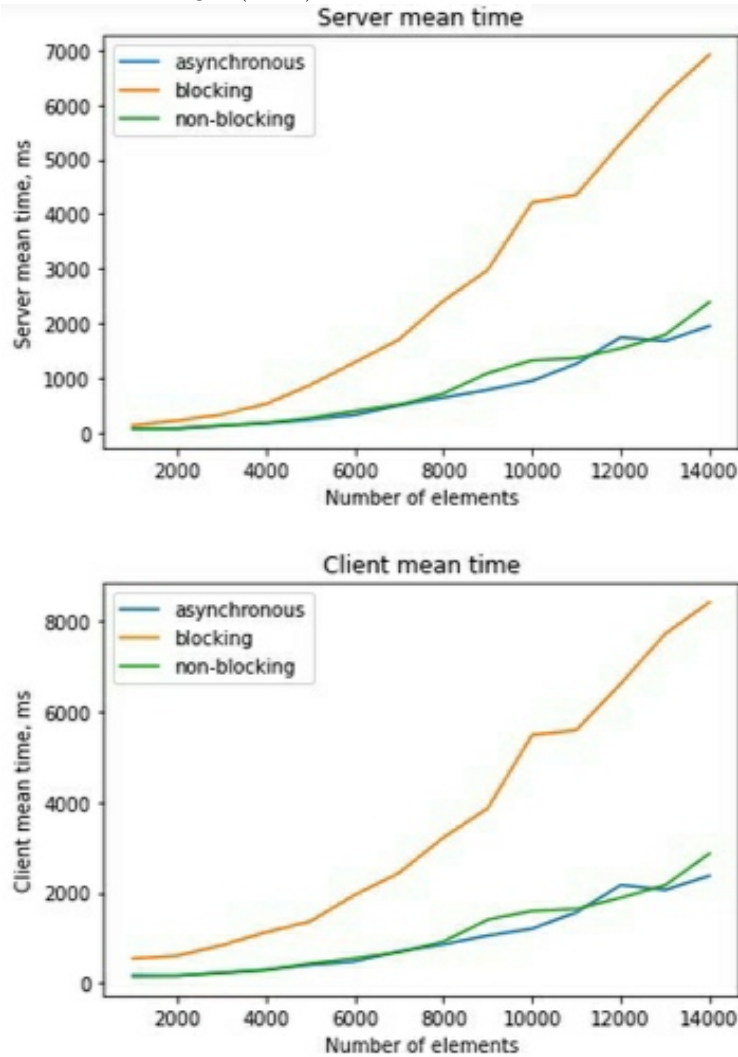 Server mean time
7000
6000
5000
4000
3000
2000
1000
0
Server mean time, ms
asynchronous
blocking
non-blocking
2000 4000 6000 8000 10000 12000 14000
Number of elements
Client mean time
8000
6000
4000
2000
0
Client mean time, ms
asynchronous
blocking
non-blocking
2000 4000 6000 8000 10000 12000 14000
Number of elements